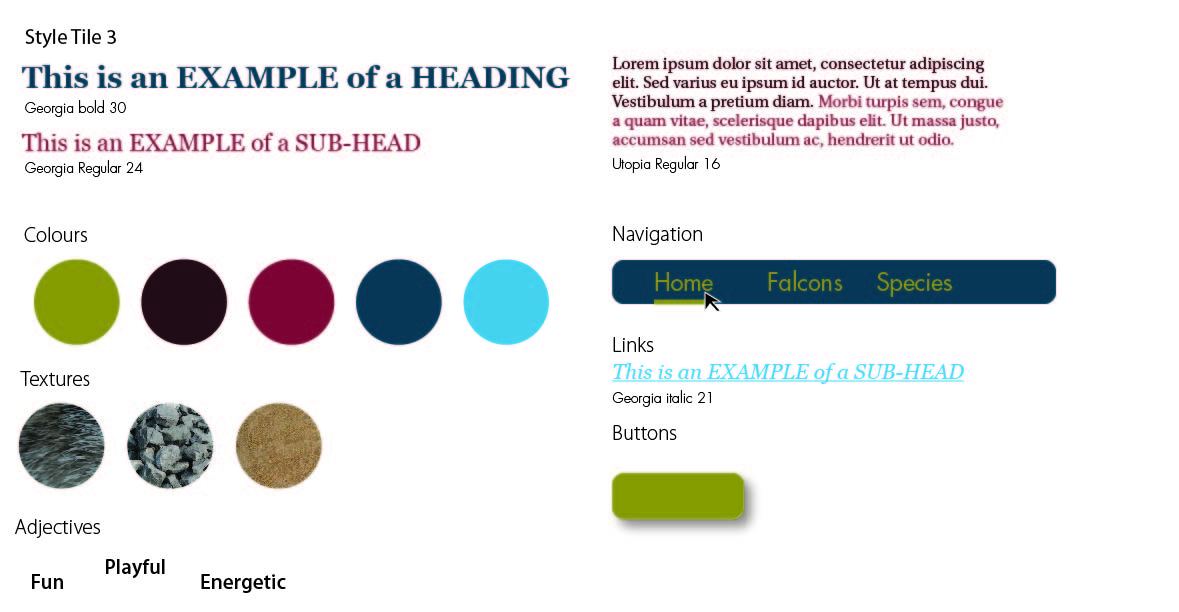 Style Tile 3
This is an EXAMPLE of a HEADING
Georgia bold 30
This is an EXAMPLE of a SUB-HEAD
Georgia Regular 24
Colours
Textures
Adjectives
Fun
Playful
Energetic
Lorem ipsum dolor sit amet, consectetur adipiscing
elit. Sed varius eu ipsum id auctor. Ut at tempus dui.
Vestibulum a pretium diam. Morbi turpis sem, congue
a quam vitae, scelerisque dapibus elit. Ut massa justo,
accumsan sed vestibulum ac, hendrerit ut odio.
Utopia Regular 16
Navigation
Home Falcons Species
Links
This is an EXAMPLE of a SUB-HEAD
Georgia italic 21
Buttons